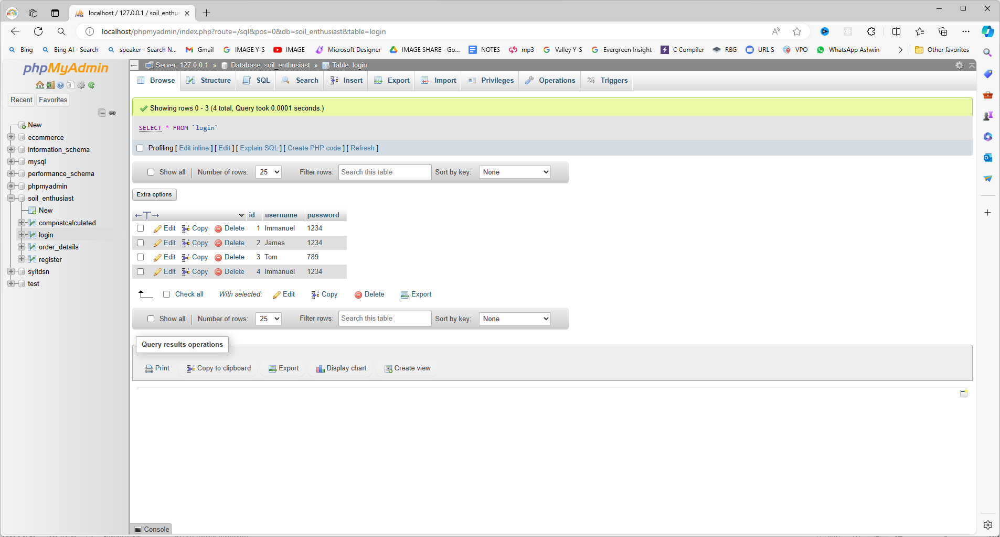 localhost / 127.0.0.1 / soil_enthus
localhost/phpmyadmin/index.php?route=/sql&pos=0&db=soil_enthusiast&table=login
Bing Bing AI - Search speaker - Search N... Gmail IMAGE Y-S IMAGE Microsoft Designer IMAGE SHARE - Go... NOTES mp3 Valley Y-S Evergreen Insight C Compiler RBG URL S VPO WhatsApp Ashwin Other favorites
phpMyAdmin
Recent Favorites
New
ecommerce
information_schema
mysql
performance_schema
phpmyadmin
soil_enthusiast
New
compostcalculated
login
order_details
register
syitdsn
test
Server: 127.0.0.1 » Database: soil_enthusiast » Table: login
Browse Structure SQL Search Insert Export Import Privileges Operations Triggers
Showing rows 0 - 3 (4 total, Query took 0.0001 seconds.)
SELECT * FROM `login`
Profiling [ Edit inline ] [ Edit ] [ Explain SQL ] [ Create PHP code ] [ Refresh ]
Show all | Number of rows: 25 Filter rows: Search this table Sort by key: None
Extra options
←T→ id username password
Edit Copy Delete 1 Immanuel 1234
Edit Copy Delete 2 James 1234
Edit Copy Delete 3 Tom 789
Edit Copy Delete 4 Immanuel 1234
Check all With selected: Edit Copy Delete Export
Show all | Number of rows: 25 Filter rows: Search this table Sort by key: None
Query results operations
Print Copy to clipboard Export Display chart Create view
Console